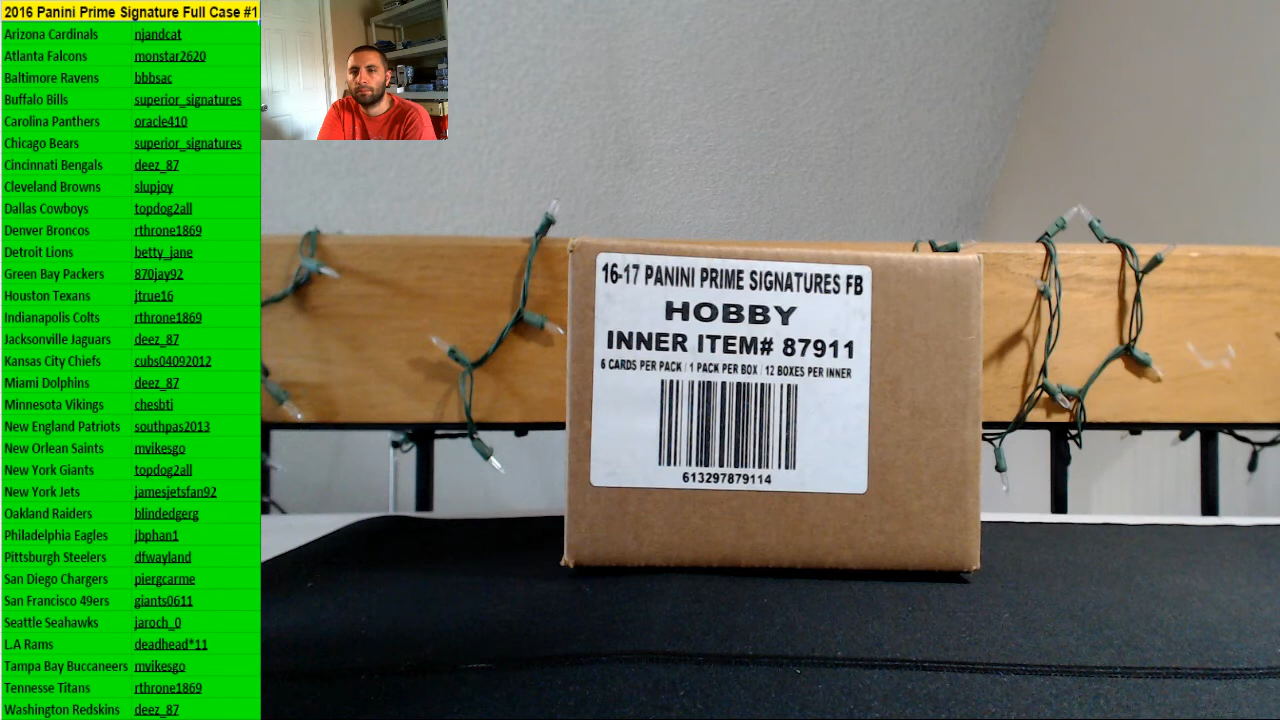 2016 Panini Prime Signature Full Case #1
Arizona Cardinals njandcat
Atlanta Falcons monstar2620
Baltimore Ravens bbbsac
Buffalo Bills superior_signatures
Carolina Panthers oracle410
Chicago Bears superior_signatures
Cincinnati Bengals deez_87
Cleveland Browns slupjoy
Dallas Cowboys topdog2all
Denver Broncos rthrone1869
Detroit Lions betty_jane
Green Bay Packers 870jay92
Houston Texans jtrue16
Indianapolis Colts rthrone1869
Jacksonville Jaguars deez_87
Kansas City Chiefs cubs04092012
Miami Dolphins deez_87
Minnesota Vikings chesbti
New England Patriots southpas2013
New Orlean Saints mvikesgo
New York Giants topdog2all
New York Jets jamesjetsfan92
Oakland Raiders blindedgerg
Philadelphia Eagles jbphan1
Pittsburgh Steelers dfwayland
San Diego Chargers piergcarme
San Francisco 49ers giants0611
Seattle Seahawks jaroch_0
L.A Rams deadhead*11
Tampa Bay Buccaneers mvikesgo
Tennesse Titans rthrone1869
Washington Redskins deez_87
16-17 PANINI PRIME SIGNATURES FB
HOBBY
INNER ITEM# 87911
6 CARDS PER PACK / 1 PACK PER BOX / 12 BOXES PER INNER
613297879114